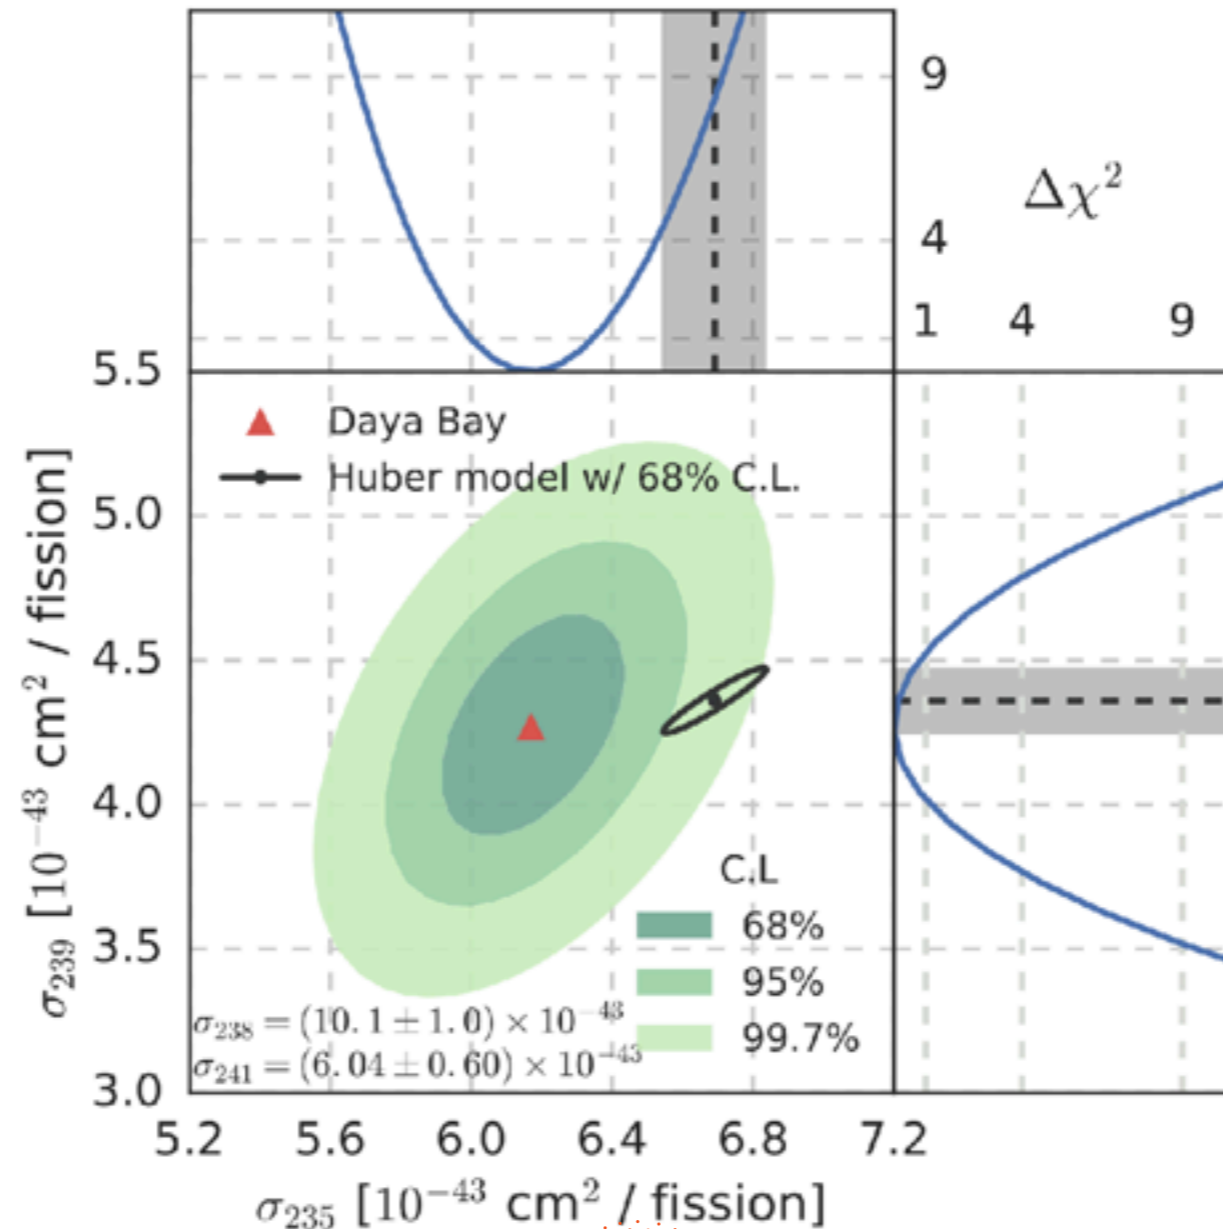 9
Δχ²
4
1 4 9
5.5
Daya Bay
Huber model w/ 68% C.L.
5.0
4.5
4.0
C.L
68%
3.5
95%
σ₂₃₈ = (10.1 ± 1.0) × 10⁻⁴³
99.7%
σ₂₄₁ = (6.04 ± 0.60) × 10⁻⁴³
3.0
σ₂₃₉ [10⁻⁴³ cm² / fission]
5.2 5.6 6.0 6.4 6.8 7.2
σ₂₃₅ [10⁻⁴³ cm² / fission]